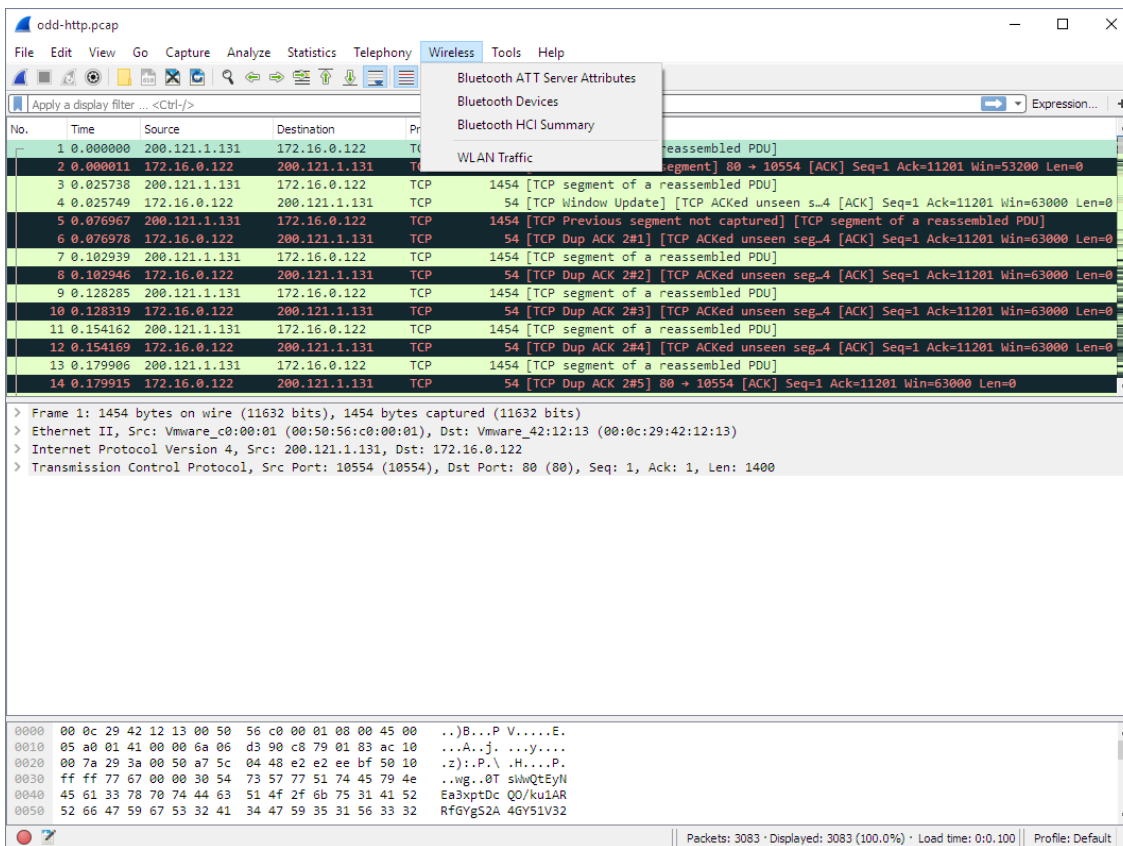 odd-http.pcap
File Edit View Go Capture Analyze Statistics Telephony Wireless Tools Help
Bluetooth ATT Server Attributes
Bluetooth Devices
Bluetooth HCI Summary
WLAN Traffic
Apply a display filter ... <Ctrl-/> Expression... +
No. Time Source Destination
1 0.000000 200.121.1.131 172.16.0.122 reassembled PDU]
2 0.000011 172.16.0.122 200.121.1.131 segment] 80 → 10554 [ACK] Seq=1 Ack=11201 Win=53200 Len=0
3 0.025738 200.121.1.131 172.16.0.122 TCP 1454 [TCP segment of a reassembled PDU]
4 0.025749 172.16.0.122 200.121.1.131 TCP 54 [TCP Window Update] [TCP ACKed unseen s…4 [ACK] Seq=1 Ack=11201 Win=63000 Len=0
5 0.076967 200.121.1.131 172.16.0.122 TCP 1454 [TCP Previous segment not captured] [TCP segment of a reassembled PDU]
6 0.076978 172.16.0.122 200.121.1.131 TCP 54 [TCP Dup ACK 2#1] [TCP ACKed unseen seg…4 [ACK] Seq=1 Ack=11201 Win=63000 Len=0
7 0.102939 200.121.1.131 172.16.0.122 TCP 1454 [TCP segment of a reassembled PDU]
8 0.102946 172.16.0.122 200.121.1.131 TCP 54 [TCP Dup ACK 2#2] [TCP ACKed unseen seg…4 [ACK] Seq=1 Ack=11201 Win=63000 Len=0
9 0.128285 200.121.1.131 172.16.0.122 TCP 1454 [TCP segment of a reassembled PDU]
10 0.128319 172.16.0.122 200.121.1.131 TCP 54 [TCP Dup ACK 2#3] [TCP ACKed unseen seg…4 [ACK] Seq=1 Ack=11201 Win=63000 Len=0
11 0.154162 200.121.1.131 172.16.0.122 TCP 1454 [TCP segment of a reassembled PDU]
12 0.154169 172.16.0.122 200.121.1.131 TCP 54 [TCP Dup ACK 2#4] [TCP ACKed unseen seg…4 [ACK] Seq=1 Ack=11201 Win=63000 Len=0
13 0.179906 200.121.1.131 172.16.0.122 TCP 1454 [TCP segment of a reassembled PDU]
14 0.179915 172.16.0.122 200.121.1.131 TCP 54 [TCP Dup ACK 2#5] 80 → 10554 [ACK] Seq=1 Ack=11201 Win=63000 Len=0
> Frame 1: 1454 bytes on wire (11632 bits), 1454 bytes captured (11632 bits)
> Ethernet II, Src: Vmware_c0:00:01 (00:50:56:c0:00:01), Dst: Vmware_42:12:13 (00:0c:29:42:12:13)
> Internet Protocol Version 4, Src: 200.121.1.131, Dst: 172.16.0.122
> Transmission Control Protocol, Src Port: 10554 (10554), Dst Port: 80 (80), Seq: 1, Ack: 1, Len: 1400
0000 00 0c 29 42 12 13 00 50 56 c0 00 01 08 00 45 00 ..)B...P V.....E.
0010 05 a0 01 41 00 00 6a 06 d3 90 c8 79 01 83 ac 10 ...A..j. ...y....
0020 00 7a 29 3a 00 50 a7 5c 04 48 e2 e2 ee bf 50 10 .z):.P.\ .H....P.
0030 ff ff 77 67 00 00 30 54 73 57 77 51 74 45 79 4e ..wg..0T sWwQtEyN
0040 45 61 33 78 70 74 44 63 51 4f 2f 6b 75 31 41 52 Ea3xptDc QO/ku1AR
0050 52 66 47 59 67 53 32 41 34 47 59 35 31 56 33 32 RfGYgS2A 4GY51V32
Packets: 3083 · Displayed: 3083 (100.0%) · Load time: 0:0.100 Profile: Default